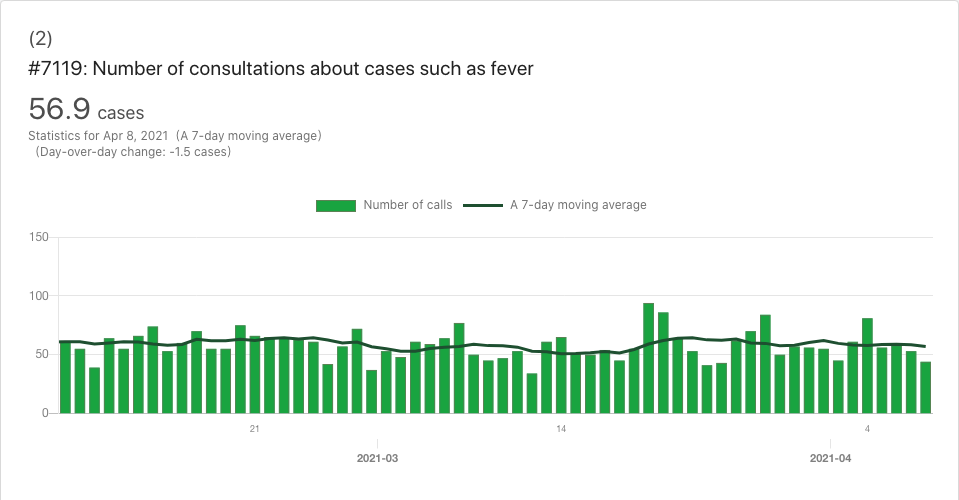 (2)
#7119: Number of consultations about cases such as fever
56.9 cases
Statistics for Apr 8, 2021 (A 7-day moving average)
(Day-over-day change: -1.5 cases)
Number of calls A 7-day moving average
150
100
50
0
21 14 4
2021-03 2021-04